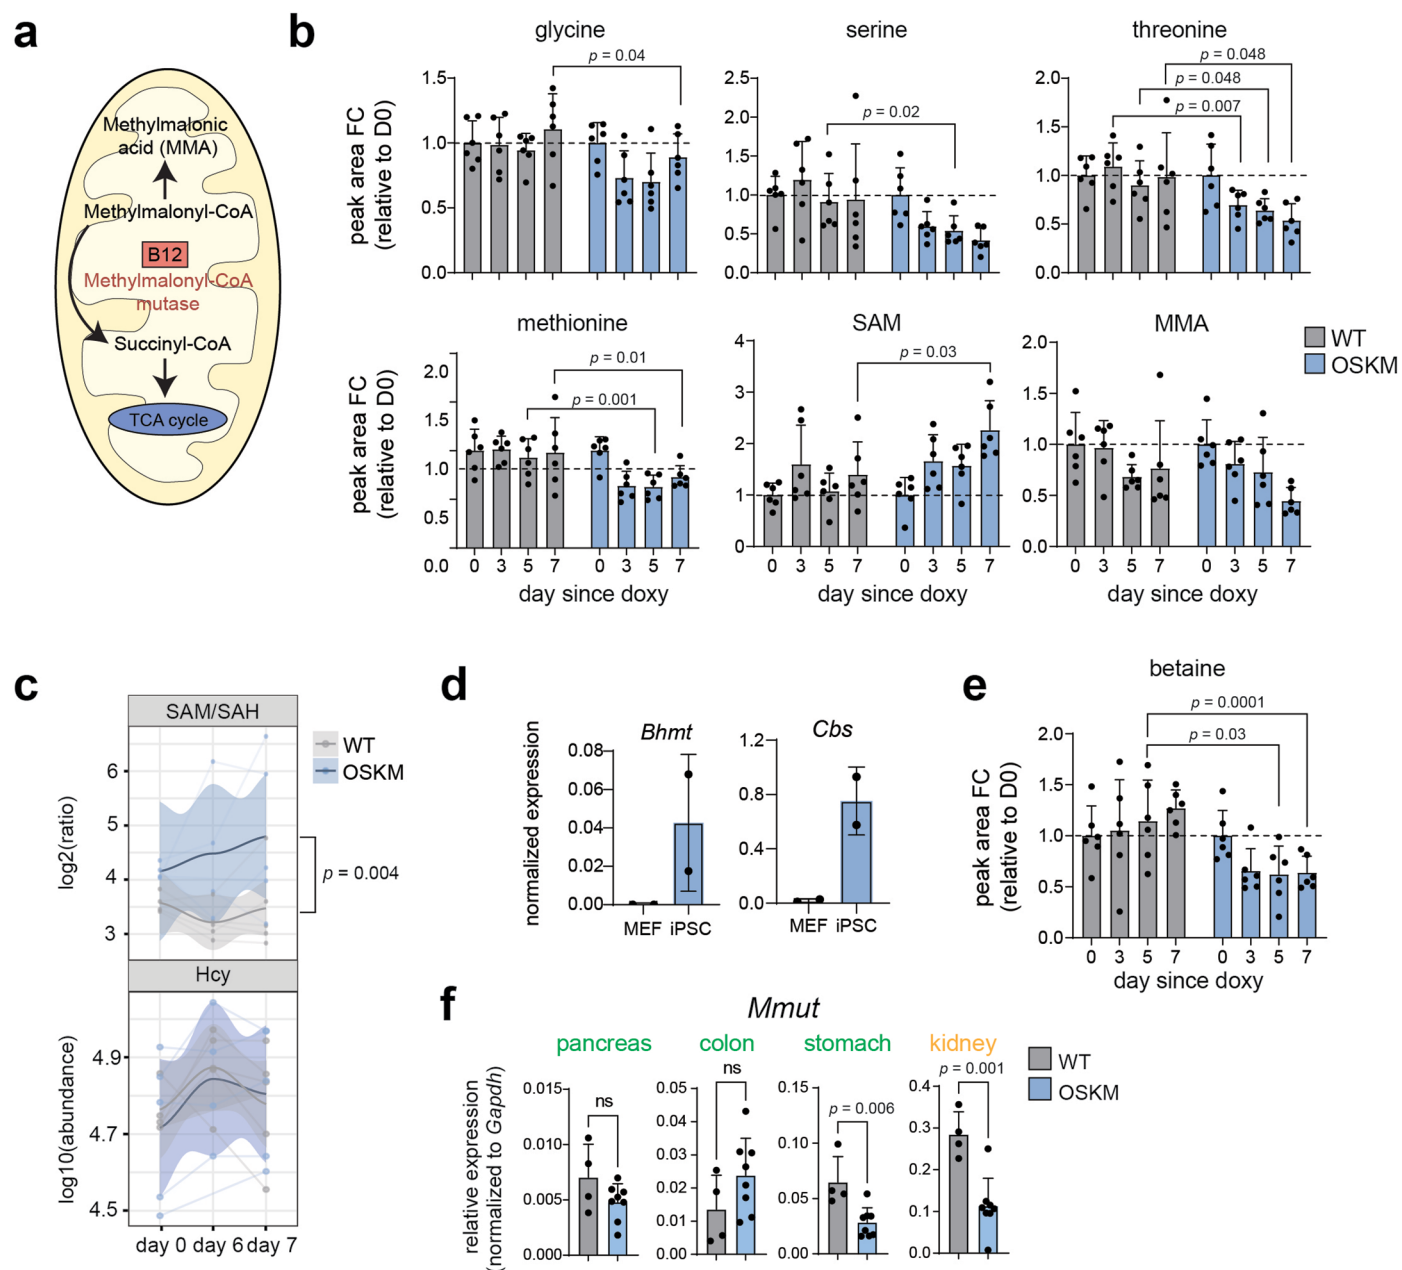 a
Methylmalonic
acid (MMA)
Methylmalonyl-CoA
B12
Methylmalonyl-CoA
mutase
Succinyl-CoA
TCA cycle
b
glycine
serine
threonine
peak area FC
(relative to D0)
1.5
1.0
0.5
0.0
p = 0.04
2.5
2.0
1.5
1.0
0.5
0.0
p = 0.02
2.0
1.5
1.0
0.5
0.0
p = 0.048
p = 0.048
p = 0.007
methionine
SAM
MMA
peak area FC
(relative to D0)
2.0
1.5
1.0
0.5
0.0
p = 0.01
p = 0.001
0 3 5 7 0 3 5 7
day since doxy
4
3
2
1
0
p = 0.03
0 3 5 7 0 3 5 7
day since doxy
2.0
1.5
1.0
0.5
0.0
0 3 5 7 0 3 5 7
day since doxy
WT
OSKM
c
SAM/SAH
log2(ratio)
6
5
4
3
WT
OSKM
p = 0.004
Hcy
log10(abundance)
4.9
4.7
4.5
day 0 day 6 day 7
d
normalized expression
Bhmt
0.08
0.06
0.04
0.02
0.00
MEF iPSC
Cbs
1.2
0.8
0.4
0.0
MEF iPSC
e
betaine
peak area FC
(relative to D0)
2.0
1.5
1.0
0.5
0.0
p = 0.0001
p = 0.03
0 3 5 7 0 3 5 7
day since doxy
f
Mmut
relative expression
(normalized to Gapdh)
pancreas
0.015
0.010
0.005
0.000
ns
colon
0.05
0.04
0.03
0.02
0.01
0.00
ns
stomach
0.15
0.10
0.05
0.00
p = 0.006
kidney
p = 0.001
0.4
0.3
0.2
0.1
0.0
WT
OSKM